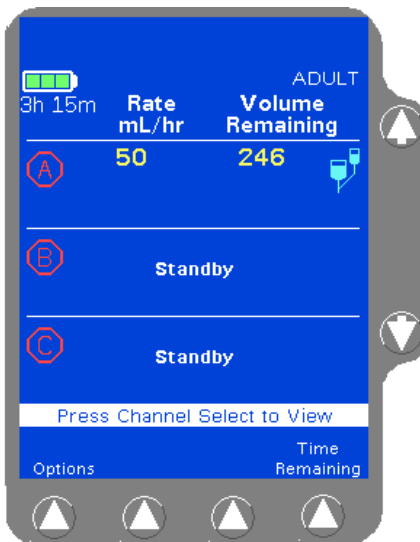 ADULT
3h 15m Rate Volume
mL/hr Remaining
A 50 246
B Standby
C Standby
Press Channel Select to View
Time
Options Remaining